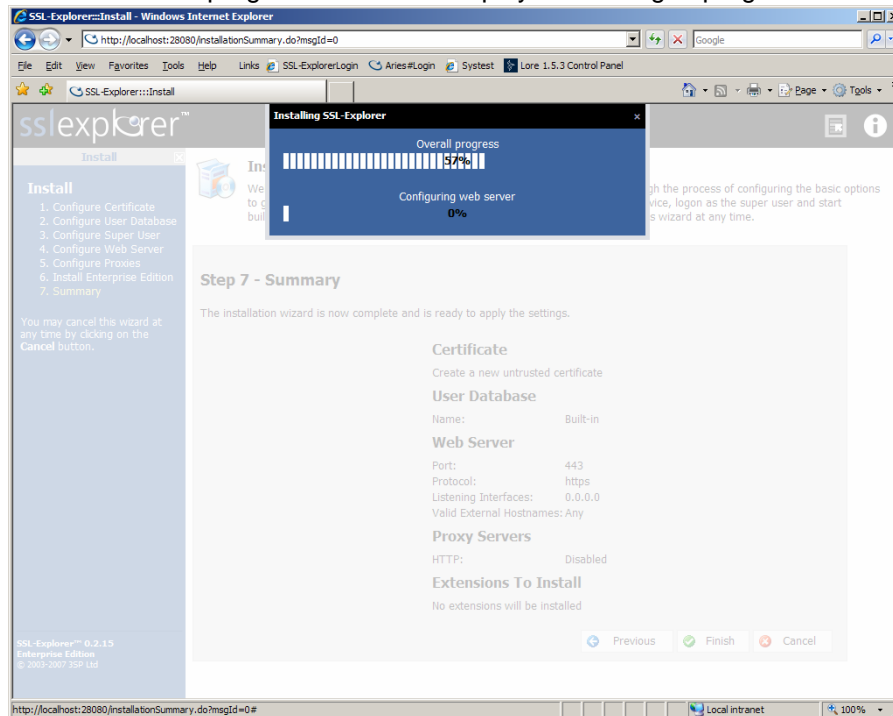 SSL-Explorer:::Install - Windows Internet Explorer
http://localhost:28080/installationSummary.do?msgId=0
Google
File Edit View Favorites Tools Help Links SSL-ExplorerLogin Aries#Login Systest Lore 1.5.3 Control Panel
SSL-Explorer:::Install
Page Tools
sslexplorer™
Installing SSL-Explorer x
Overall progress
57%
Configuring web server
0%
Install
Install
1. Configure Certificate
2. Configure User Database
3. Configure Super User
4. Configure Web Server
5. Configure Proxies
6. Install Enterprise Edition
7. Summary
You may cancel this wizard at
any time by clicking on the
Cancel button.
the process of configuring the basic options
logon as the super user and start
wizard at any time.
Step 7 - Summary
The installation wizard is now complete and is ready to apply the settings.
Certificate
Create a new untrusted certificate
User Database
Name: Built-in
Web Server
Port: 443
Protocol: https
Listening Interfaces: 0.0.0.0
Valid External Hostnames: Any
Proxy Servers
HTTP: Disabled
Extensions To Install
No extensions will be installed
Previous Finish Cancel
SSL-Explorer™ 0.2.15
Enterprise Edition
© 2003-2007 3SP Ltd
http://localhost:28080/installationSummary.do?msgId=0#
Local intranet 100%